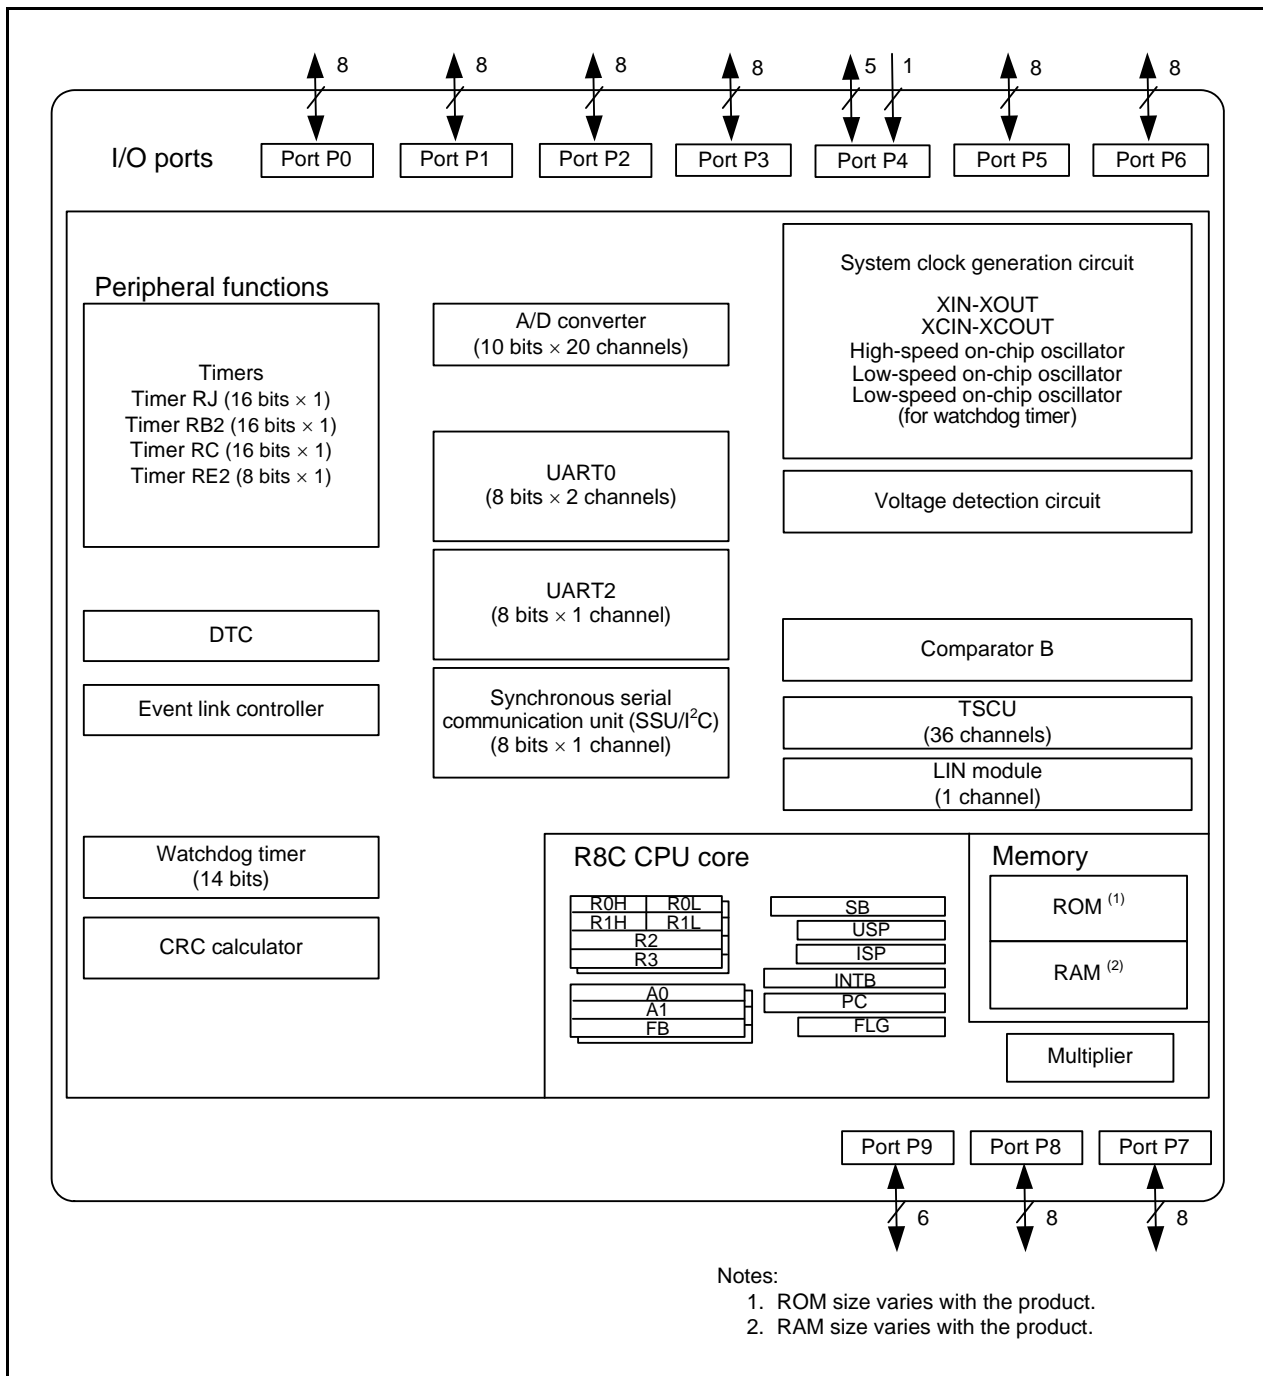 8
8
8
8
5
1
8
8
I/O ports
Port P0
Port P1
Port P2
Port P3
Port P4
Port P5
Port P6
Peripheral functions
Timers
Timer RJ (16 bits × 1)
Timer RB2 (16 bits × 1)
Timer RC (16 bits × 1)
Timer RE2 (8 bits × 1)
DTC
Event link controller
Watchdog timer
(14 bits)
CRC calculator
A/D converter
(10 bits × 20 channels)
UART0
(8 bits × 2 channels)
UART2
(8 bits × 1 channel)
Synchronous serial
communication unit (SSU/I²C)
(8 bits × 1 channel)
System clock generation circuit
XIN-XOUT
XCIN-XCOUT
High-speed on-chip oscillator
Low-speed on-chip oscillator
Low-speed on-chip oscillator
(for watchdog timer)
Voltage detection circuit
Comparator B
TSCU
(36 channels)
LIN module
(1 channel)
R8C CPU core
R0H
R0L
R1H
R1L
R2
R3
A0
A1
FB
SB
USP
ISP
INTB
PC
FLG
Memory
ROM (1)
RAM (2)
Multiplier
Port P9
Port P8
Port P7
6
8
8
Notes:
1. ROM size varies with the product.
2. RAM size varies with the product.